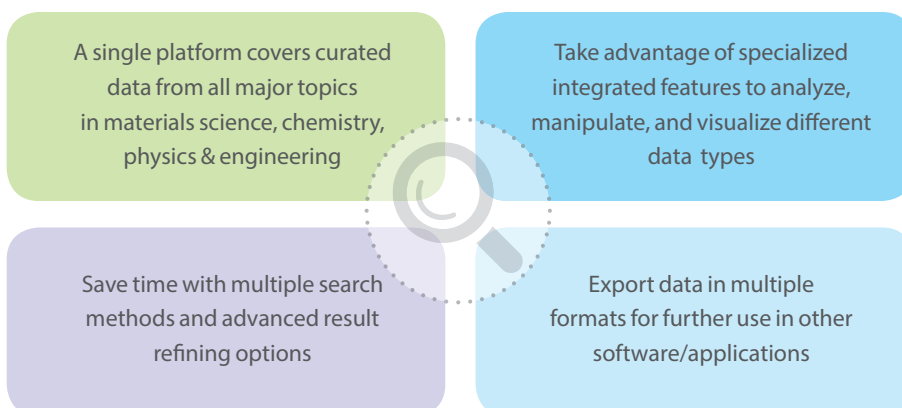 A single platform covers curated
data from all major topics
in materials science, chemistry,
physics & engineering
Take advantage of specialized
integrated features to analyze,
manipulate, and visualize different
data types
Save time with multiple search
methods and advanced result
refining options
Export data in multiple
formats for further use in other
software/applications